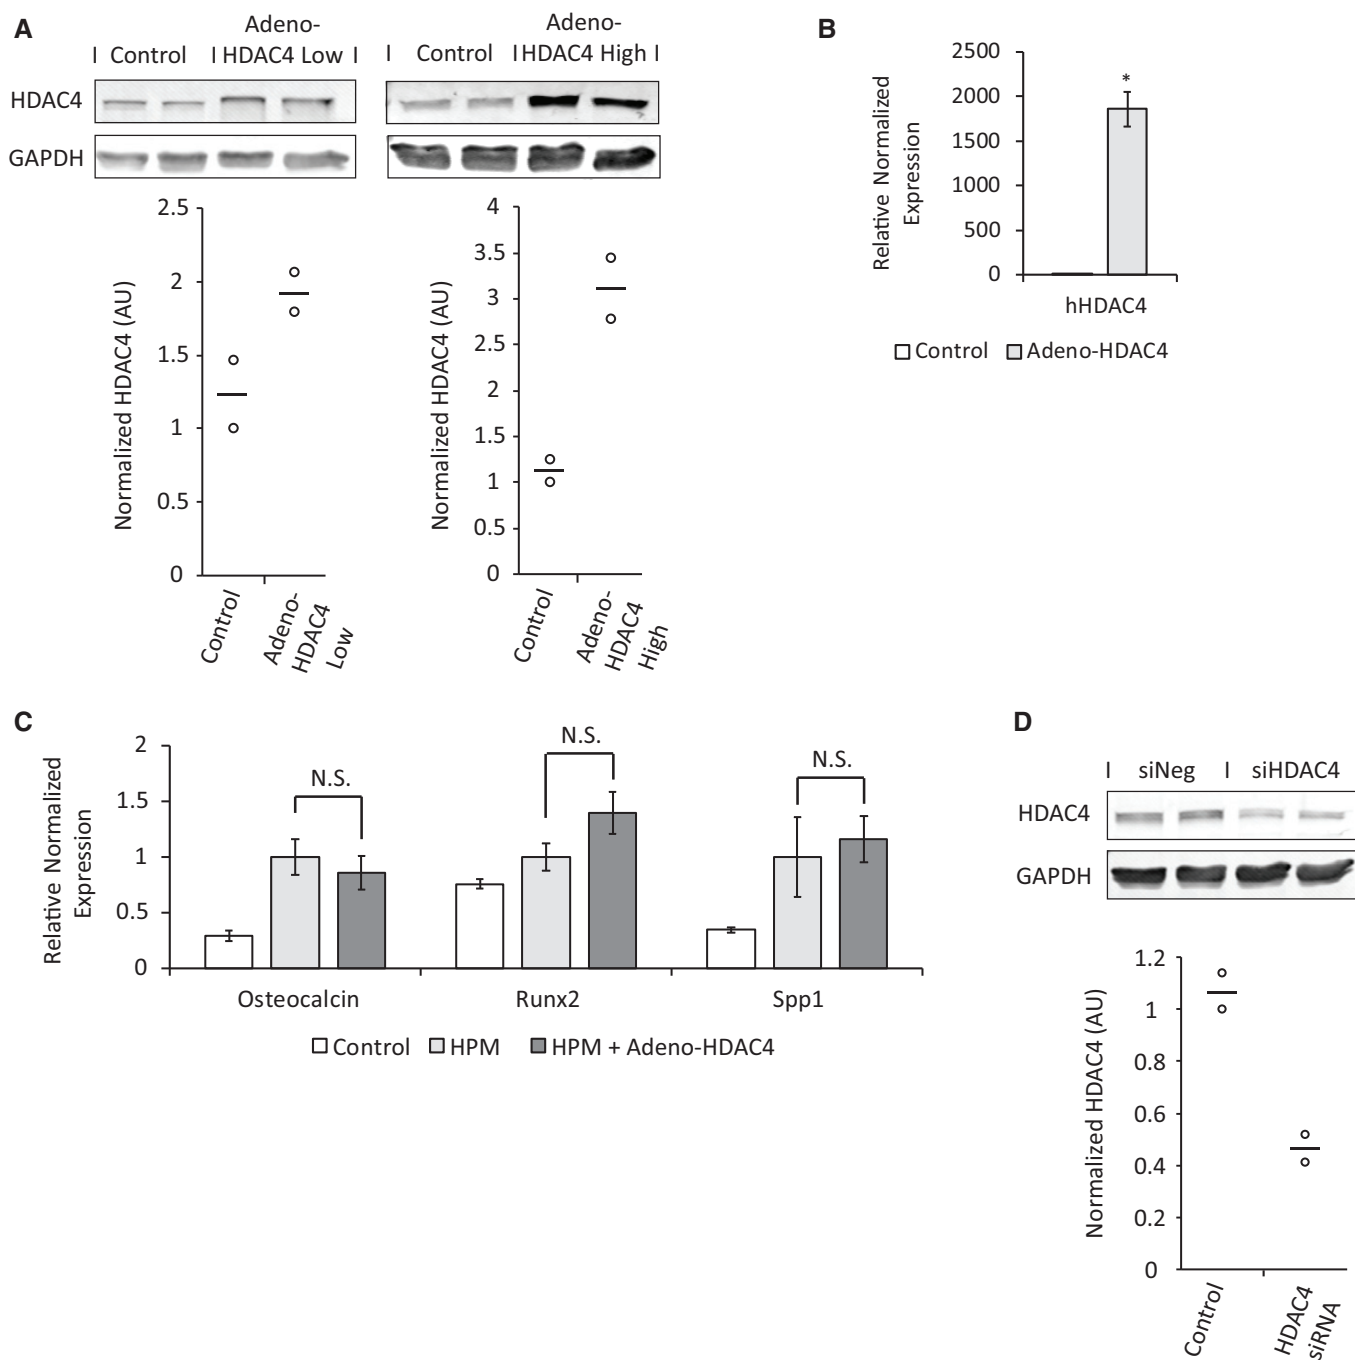 A
Adeno-
I Control I HDAC4 Low I
HDAC4
GAPDH
2.5
2
1.5
1
0.5
0
Normalized HDAC4 (AU)
Control
Adeno-
HDAC4
Low
Adeno-
I Control I HDAC4 High I
4
3.5
3
2.5
2
1.5
1
0.5
0
Normalized HDAC4 (AU)
Control
Adeno-
HDAC4
High
B
2500
2000
1500
1000
500
0
Relative Normalized
Expression
*
hHDAC4
Control Adeno-HDAC4
C
2
1.5
1
0.5
0
Relative Normalized
Expression
N.S.
N.S.
N.S.
Osteocalcin Runx2 Spp1
Control HPM HPM + Adeno-HDAC4
D
I siNeg I siHDAC4
HDAC4
GAPDH
1.2
1
0.8
0.6
0.4
0.2
0
Normalized HDAC4 (AU)
Control
HDAC4
siRNA